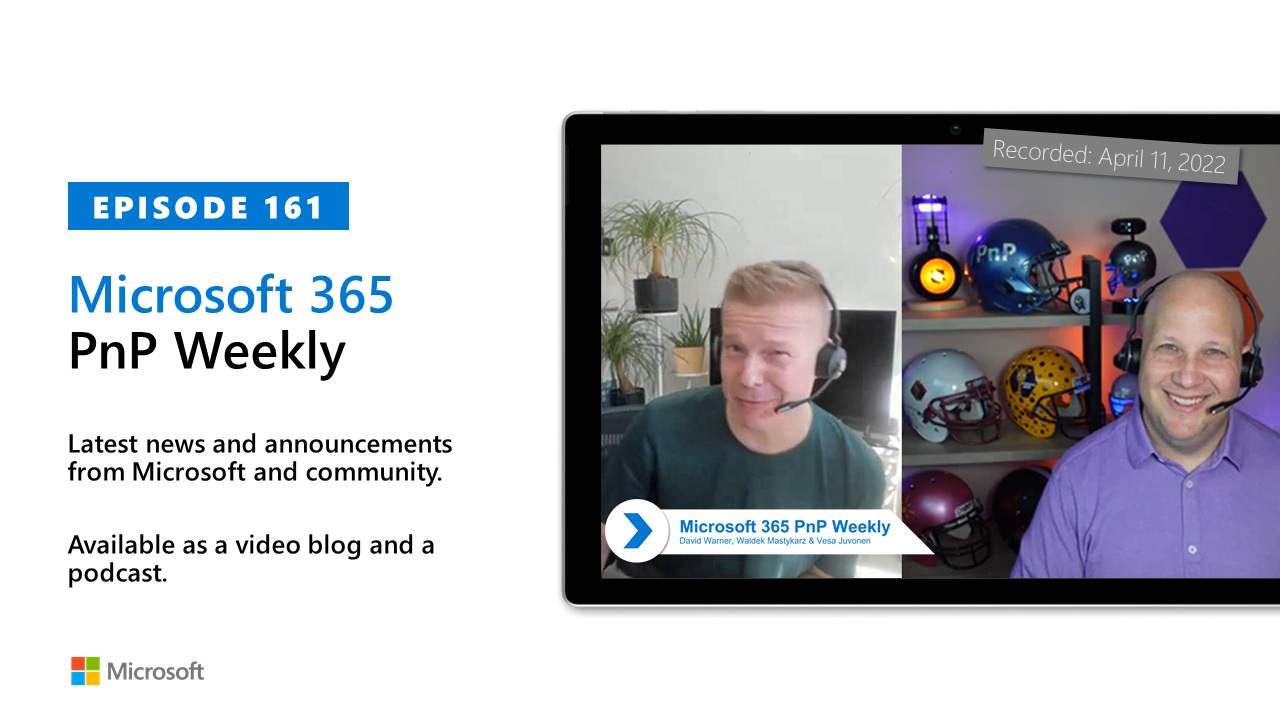 EPISODE 161
Microsoft 365
PnP Weekly
Latest news and announcements
from Microsoft and community.
Available as a video blog and a
podcast.
Microsoft
Recorded: April 11, 2022
PnP
PnP
Microsoft 365 PnP Weekly
David Warner, Waldek Mastykarz & Vesa Juvonen